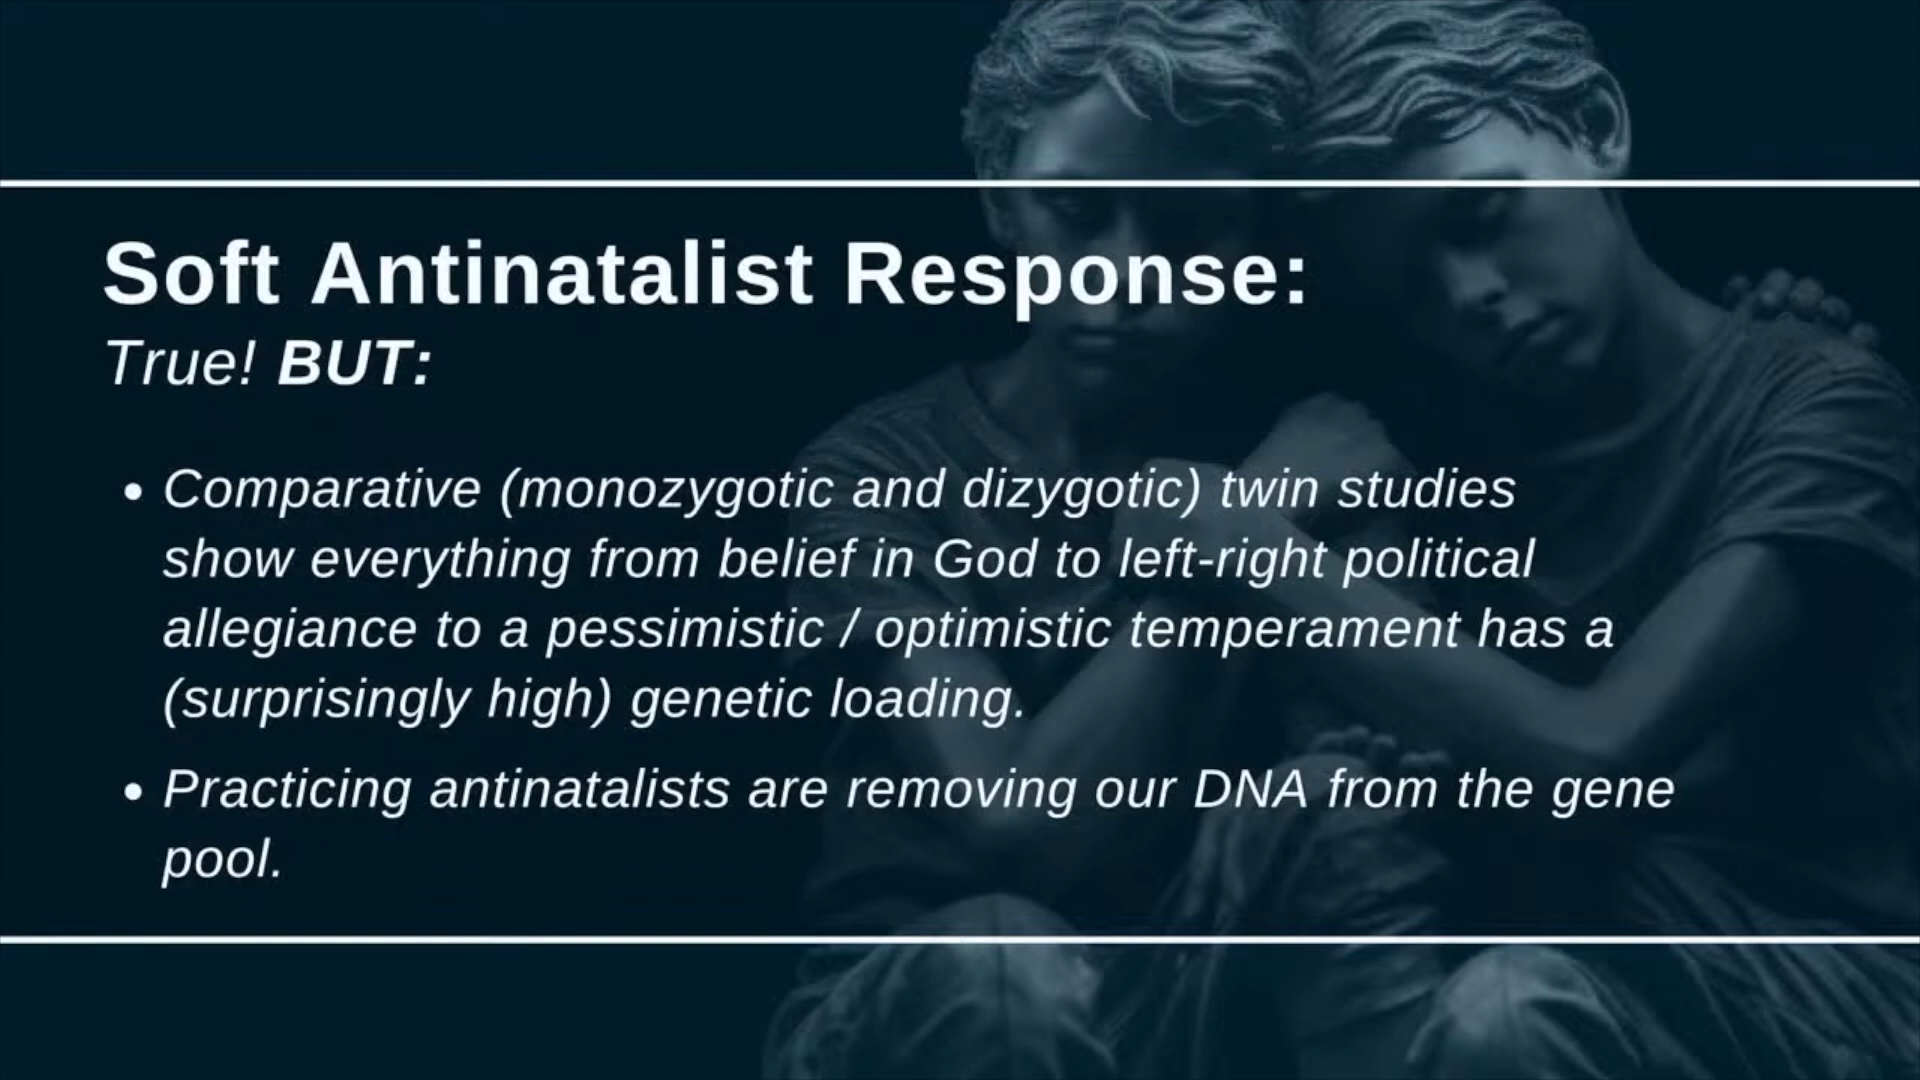 Soft Antinatalist Response:
True! BUT:
• Comparative (monozygotic and dizygotic) twin studies
show everything from belief in God to left-right political
allegiance to a pessimistic / optimistic temperament has a
(surprisingly high) genetic loading.
• Practicing antinatalists are removing our DNA from the gene
pool.